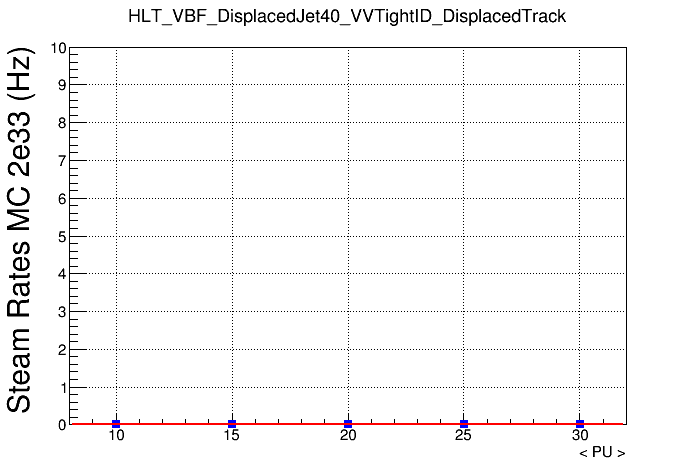 HLT_VBF_DisplacedJet40_VVTightID_DisplacedTrack
Steam Rates MC 2e33 (Hz)
10
9
8
7
6
5
4
3
2
1
0
10 15 20 25 30
< PU >